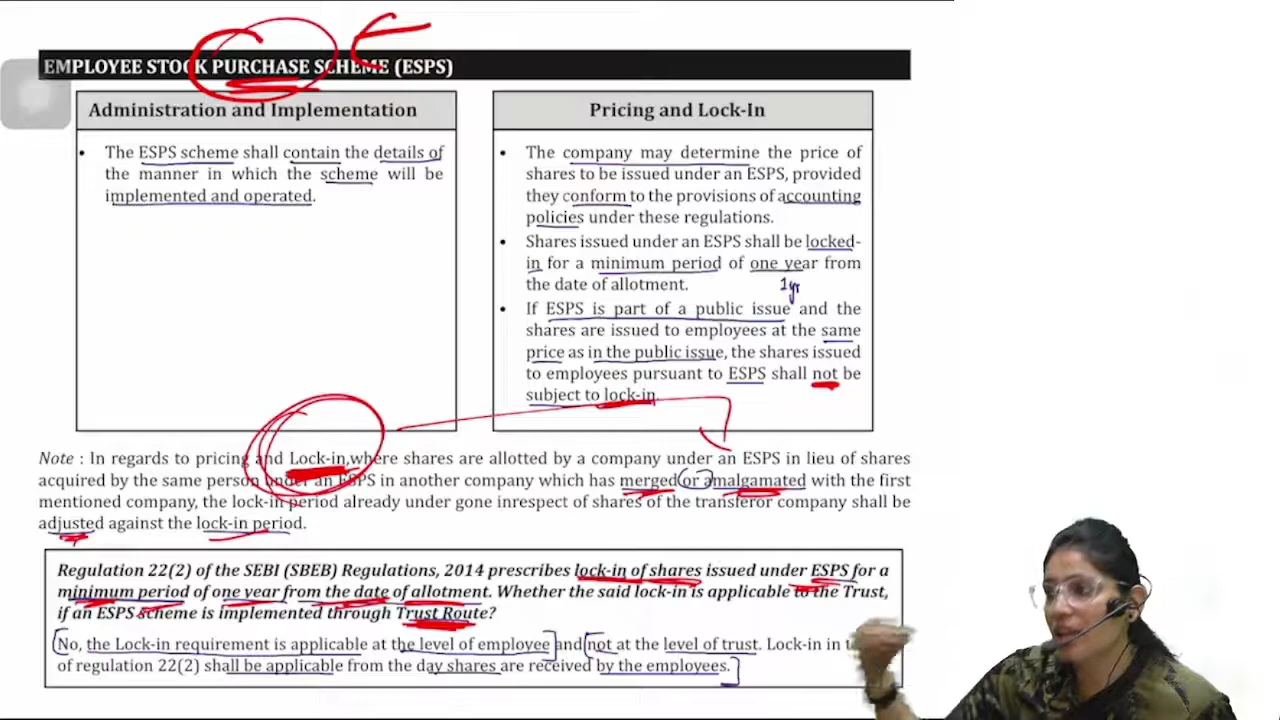 EMPLOYEE STOCK PURCHASE SCHEME (ESPS)
Administration and Implementation
• The ESPS scheme shall contain the details of
the manner in which the scheme will be
implemented and operated.
Pricing and Lock-In
• The company may determine the price of
shares to be issued under an ESPS, provided
they conform to the provisions of accounting
policies under these regulations.
• Shares issued under an ESPS shall be locked-
in for a minimum period of one year from
the date of allotment.
1yr
• If ESPS is part of a public issue and the
shares are issued to employees at the same
price as in the public issue, the shares issued
to employees pursuant to ESPS shall not be
subject to lock-in.
Note : In regards to pricing and Lock-in, where shares are allotted by a company under an ESPS in lieu of shares
acquired by the same person under an ESPS in another company which has merged or amalgamated with the first
mentioned company, the lock-in period already under gone inrespect of shares of the transferor company shall be
adjusted against the lock-in period.
Regulation 22(2) of the SEBI (SBEB) Regulations, 2014 prescribes lock-in of shares issued under ESPS for a
minimum period of one year from the date of allotment. Whether the said lock-in is applicable to the Trust,
if an ESPS scheme is implemented through Trust Route?
No, the Lock-in requirement is applicable at the level of employee and not at the level of trust. Lock-in in
of regulation 22(2) shall be applicable from the day shares are received by the employees.